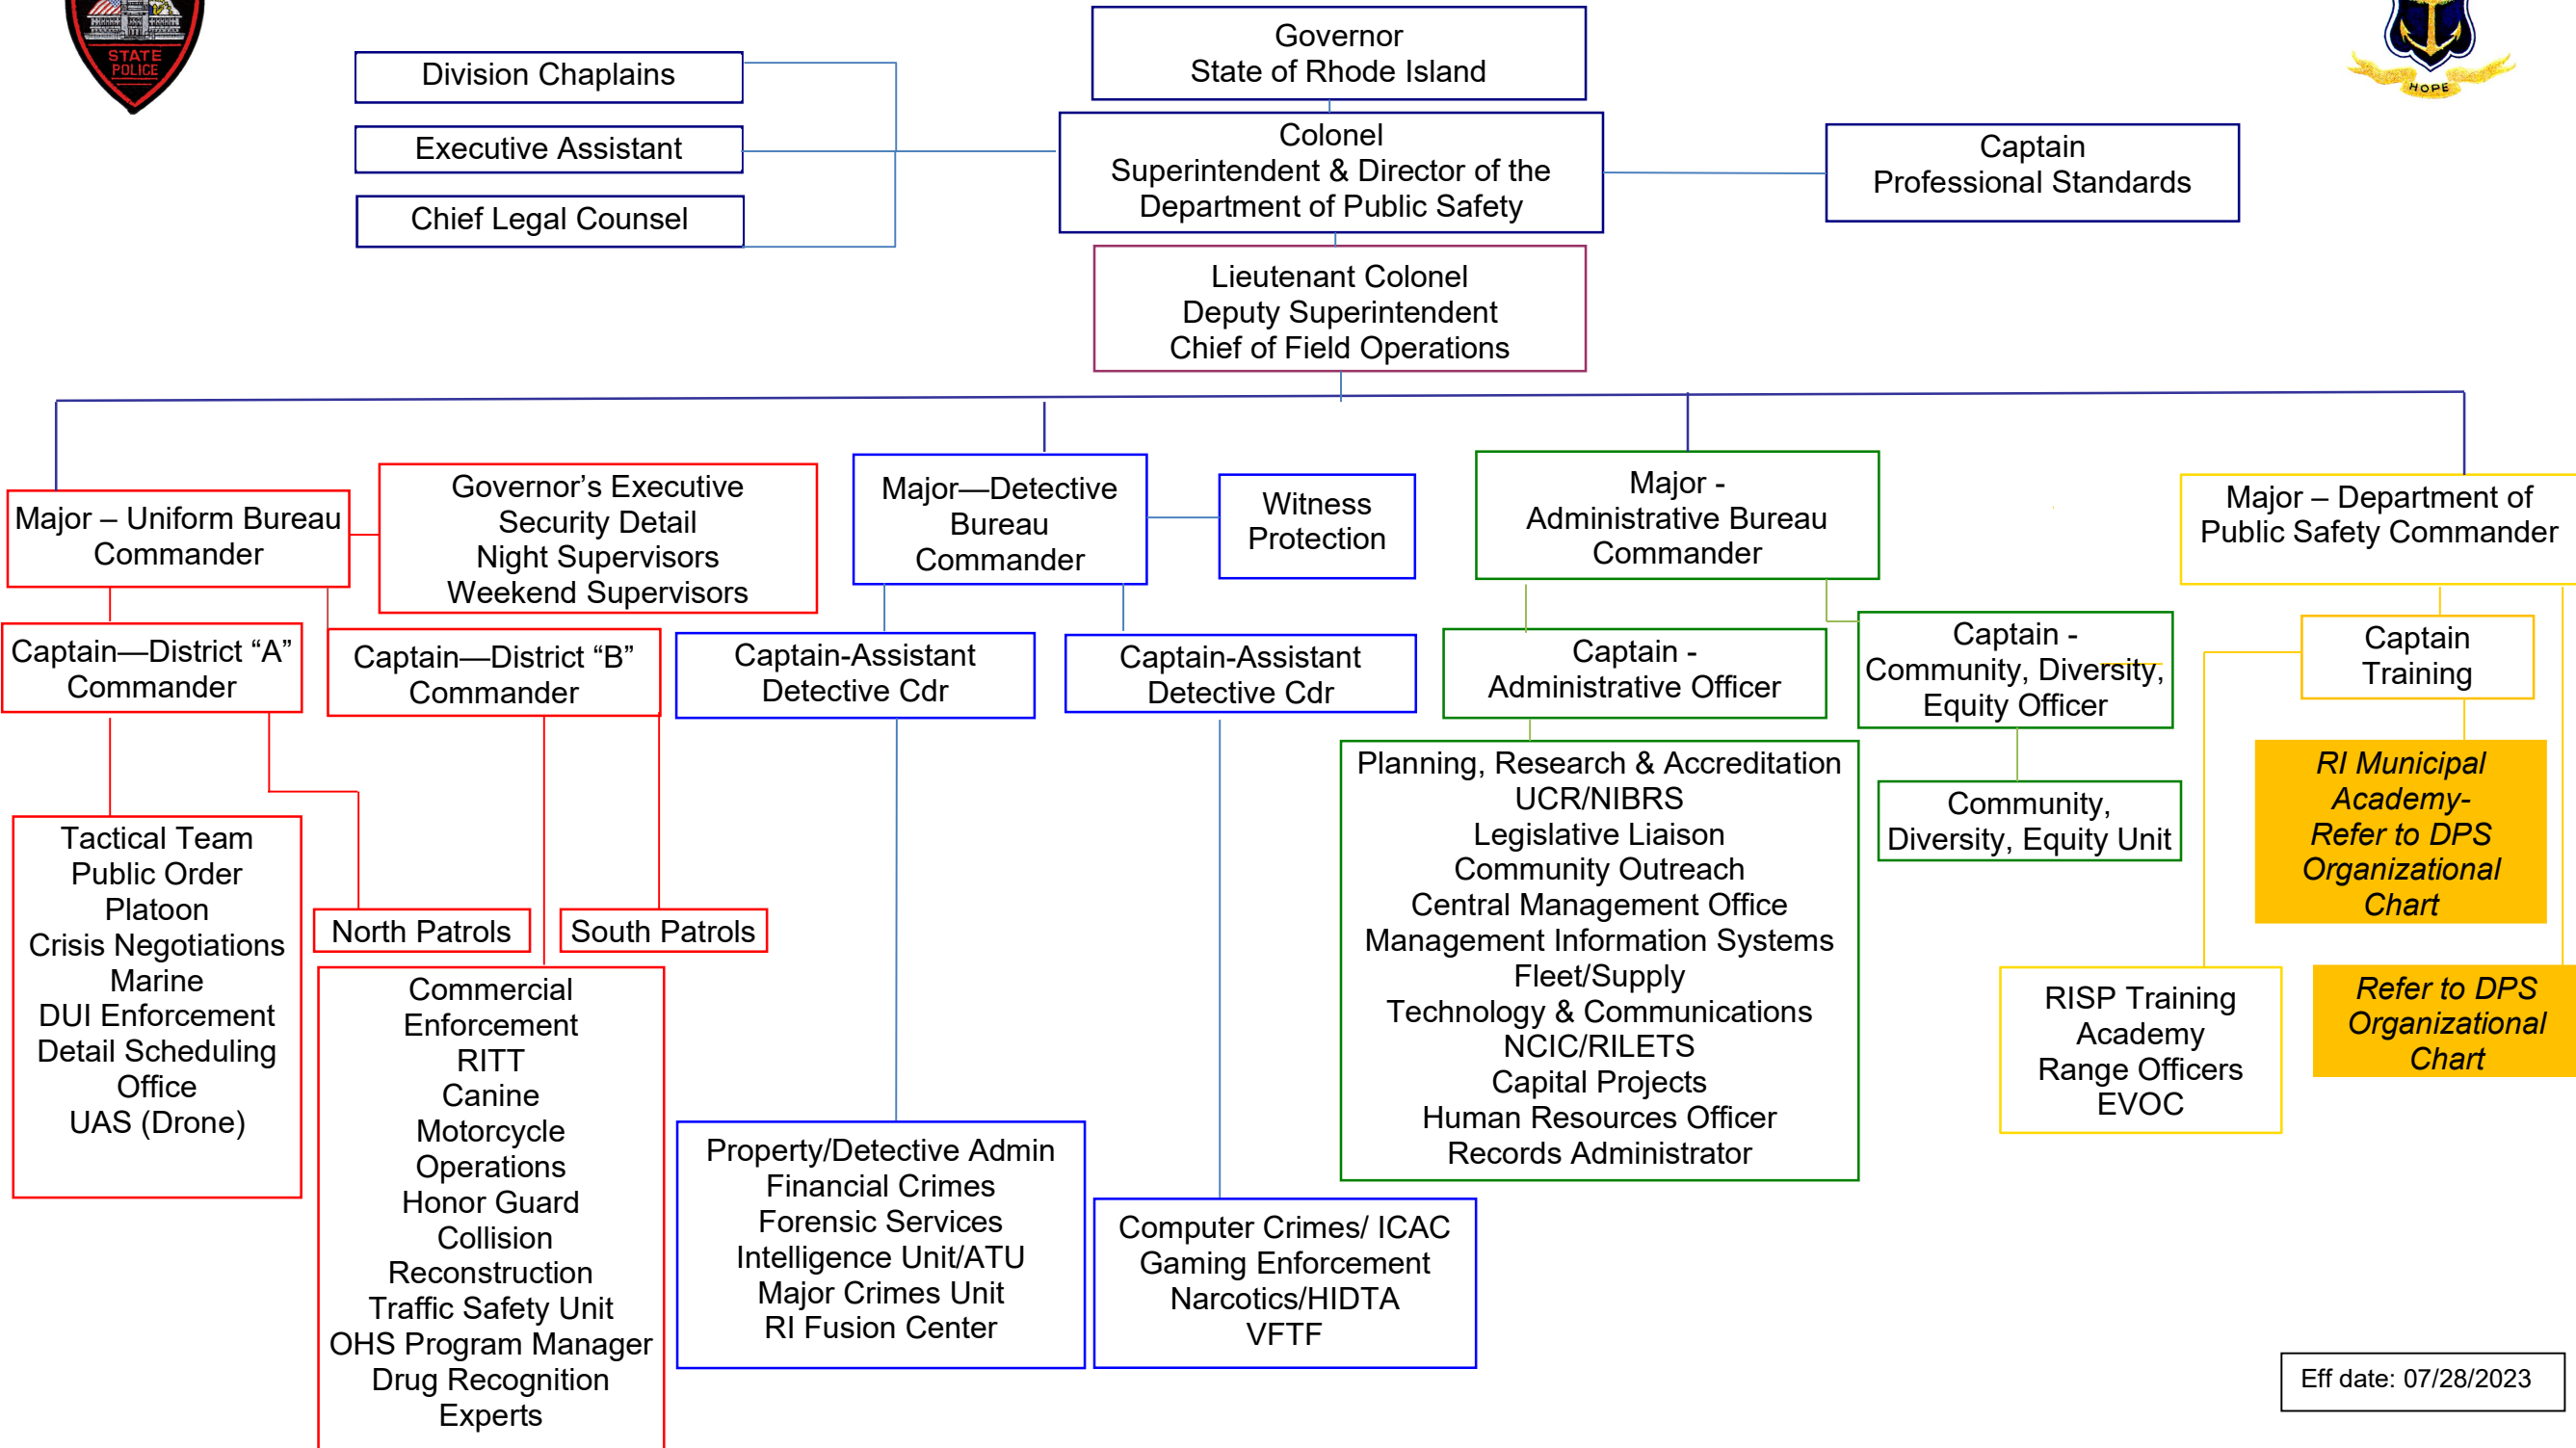 STATE
POLICE
HOPE
Governor
State of Rhode Island
Division Chaplains
Executive Assistant
Chief Legal Counsel
Colonel
Superintendent & Director of the
Department of Public Safety
Captain
Professional Standards
Lieutenant Colonel
Deputy Superintendent
Chief of Field Operations
Major – Uniform Bureau
Commander
Governor’s Executive
Security Detail
Night Supervisors
Weekend Supervisors
Major—Detective
Bureau
Commander
Witness
Protection
Major -
Administrative Bureau
Commander
Major – Department of
Public Safety Commander
Captain—District “A”
Commander
Captain—District “B”
Commander
Captain-Assistant
Detective Cdr
Captain-Assistant
Detective Cdr
Captain -
Administrative Officer
Captain -
Community, Diversity,
Equity Officer
Captain
Training
Tactical Team
Public Order
Platoon
Crisis Negotiations
Marine
DUI Enforcement
Detail Scheduling
Office
UAS (Drone)
North Patrols
South Patrols
Commercial
Enforcement
RITT
Canine
Motorcycle
Operations
Honor Guard
Collision
Reconstruction
Traffic Safety Unit
OHS Program Manager
Drug Recognition
Experts
Property/Detective Admin
Financial Crimes
Forensic Services
Intelligence Unit/ATU
Major Crimes Unit
RI Fusion Center
Computer Crimes/ ICAC
Gaming Enforcement
Narcotics/HIDTA
VFTF
Planning, Research & Accreditation
UCR/NIBRS
Legislative Liaison
Community Outreach
Central Management Office
Management Information Systems
Fleet/Supply
Technology & Communications
NCIC/RILETS
Capital Projects
Human Resources Officer
Records Administrator
Community,
Diversity, Equity Unit
RI Municipal
Academy-
Refer to DPS
Organizational
Chart
RISP Training
Academy
Range Officers
EVOC
Refer to DPS
Organizational
Chart
Eff date: 07/28/2023